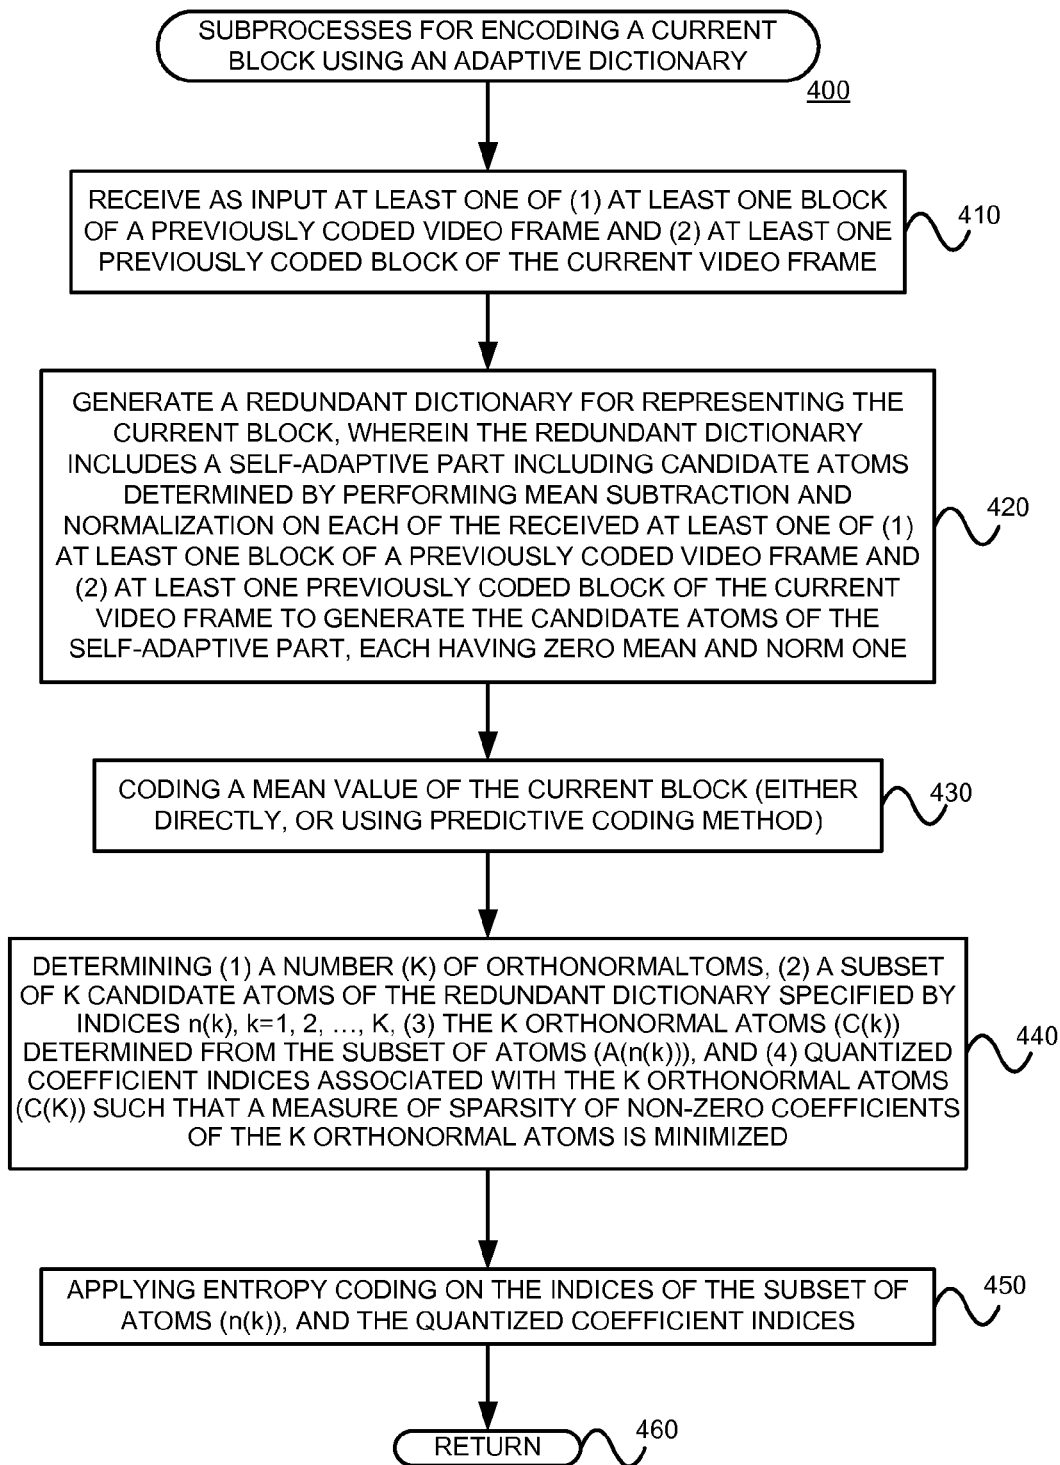 SUBPROCESSES FOR ENCODING A CURRENT
BLOCK USING AN ADAPTIVE DICTIONARY
400
RECEIVE AS INPUT AT LEAST ONE OF (1) AT LEAST ONE BLOCK
OF A PREVIOUSLY CODED VIDEO FRAME AND (2) AT LEAST ONE
PREVIOUSLY CODED BLOCK OF THE CURRENT VIDEO FRAME
410
GENERATE A REDUNDANT DICTIONARY FOR REPRESENTING THE
CURRENT BLOCK, WHEREIN THE REDUNDANT DICTIONARY
INCLUDES A SELF-ADAPTIVE PART INCLUDING CANDIDATE ATOMS
DETERMINED BY PERFORMING MEAN SUBTRACTION AND
NORMALIZATION ON EACH OF THE RECEIVED AT LEAST ONE OF (1)
AT LEAST ONE BLOCK OF A PREVIOUSLY CODED VIDEO FRAME AND
(2) AT LEAST ONE PREVIOUSLY CODED BLOCK OF THE CURRENT
VIDEO FRAME TO GENERATE THE CANDIDATE ATOMS OF THE
SELF-ADAPTIVE PART, EACH HAVING ZERO MEAN AND NORM ONE
420
CODING A MEAN VALUE OF THE CURRENT BLOCK (EITHER
DIRECTLY, OR USING PREDICTIVE CODING METHOD)
430
DETERMINING (1) A NUMBER (K) OF ORTHONORMALTOMS, (2) A SUBSET
OF K CANDIDATE ATOMS OF THE REDUNDANT DICTIONARY SPECIFIED BY
INDICES n(k), k=1, 2, ..., K, (3) THE K ORTHONORMAL ATOMS (C(k))
DETERMINED FROM THE SUBSET OF ATOMS (A(n(k))), AND (4) QUANTIZED
COEFFICIENT INDICES ASSOCIATED WITH THE K ORTHONORMAL ATOMS
(C(K)) SUCH THAT A MEASURE OF SPARSITY OF NON-ZERO COEFFICIENTS
OF THE K ORTHONORMAL ATOMS IS MINIMIZED
440
APPLYING ENTROPY CODING ON THE INDICES OF THE SUBSET OF
ATOMS (n(k)), AND THE QUANTIZED COEFFICIENT INDICES
450
RETURN
460